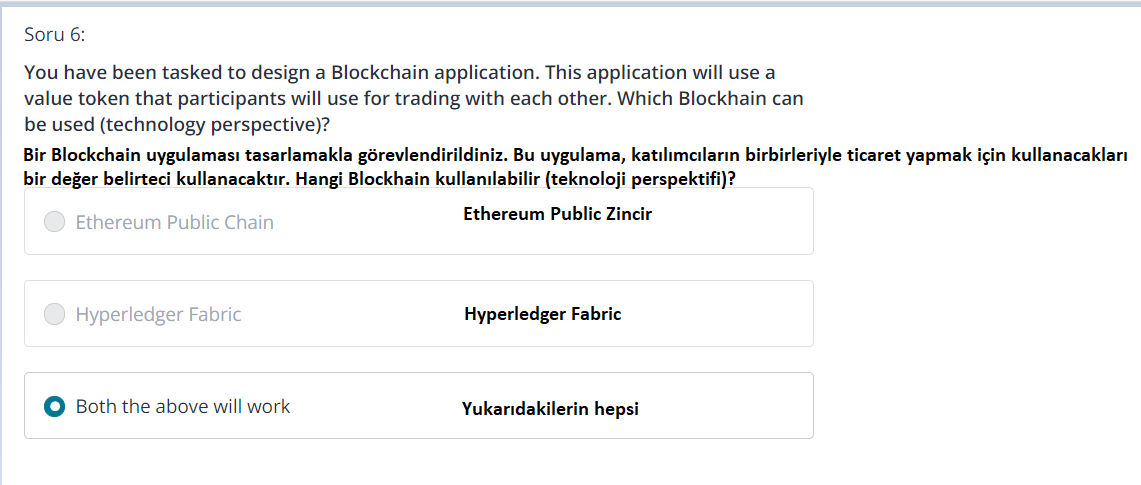 Soru 6:
You have been tasked to design a Blockchain application. This application will use a
value token that participants will use for trading with each other. Which Blockhain can
be used (technology perspective)?
Bir Blockchain uygulaması tasarlamakla görevlendirildiniz. Bu uygulama, katılımcıların birbirleriyle ticaret yapmak için kullanacakları
bir değer belirteci kullanacaktır. Hangi Blockhain kullanılabilir (teknoloji perspektifi)?
Ethereum Public Chain Ethereum Public Zincir
Hyperledger Fabric Hyperledger Fabric
Both the above will work Yukarıdakilerin hepsi